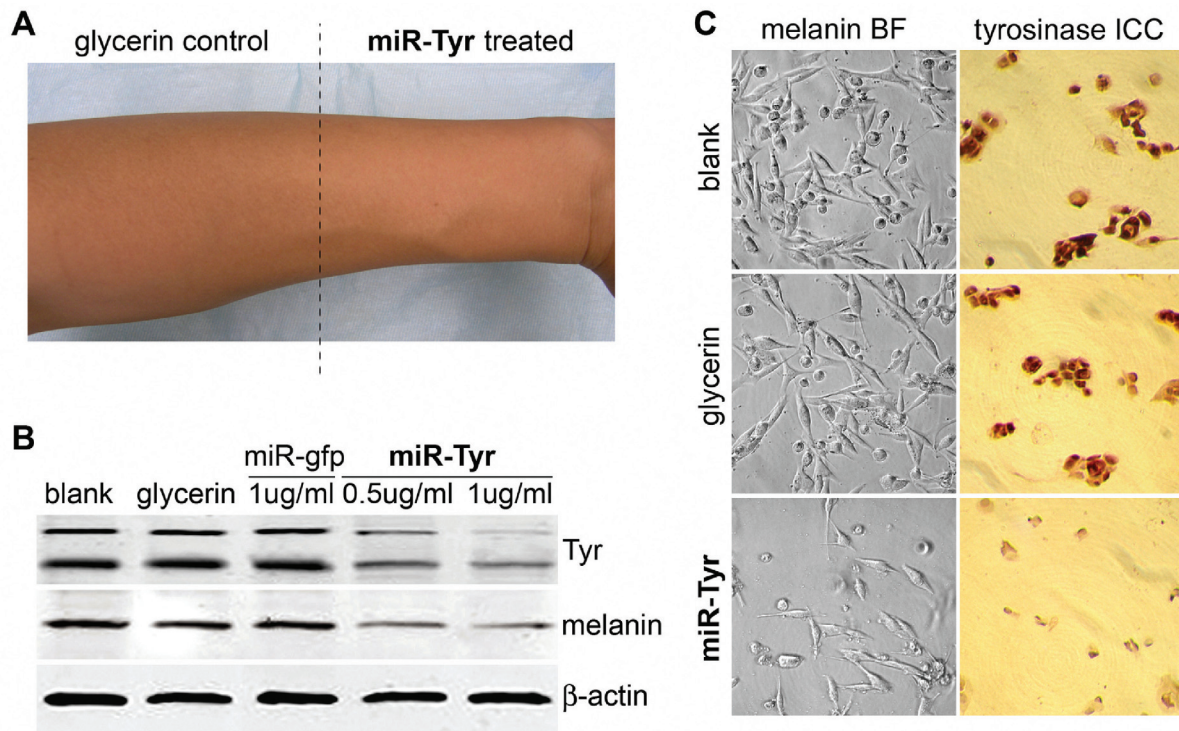 A
glycerin control
miR-Tyr treated
B
miR-gfp
miR-Tyr
blank
glycerin
1ug/ml
0.5ug/ml
1ug/ml
Tyr
melanin
β-actin
C
melanin BF
tyrosinase ICC
blank
glycerin
miR-Tyr